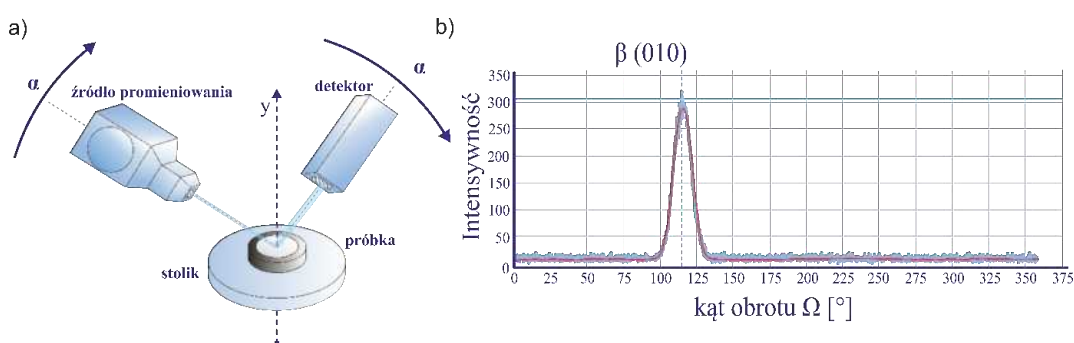 a)
α
źródło promieniowania
y
detektor
α
próbka
stolik
b)
β (010)
Intensywność
350
300
250
200
150
100
50
0
0 25 50 75 100 125 150 175 200 225 250 275 300 325 350 375
kąt obrotu Ω [°]